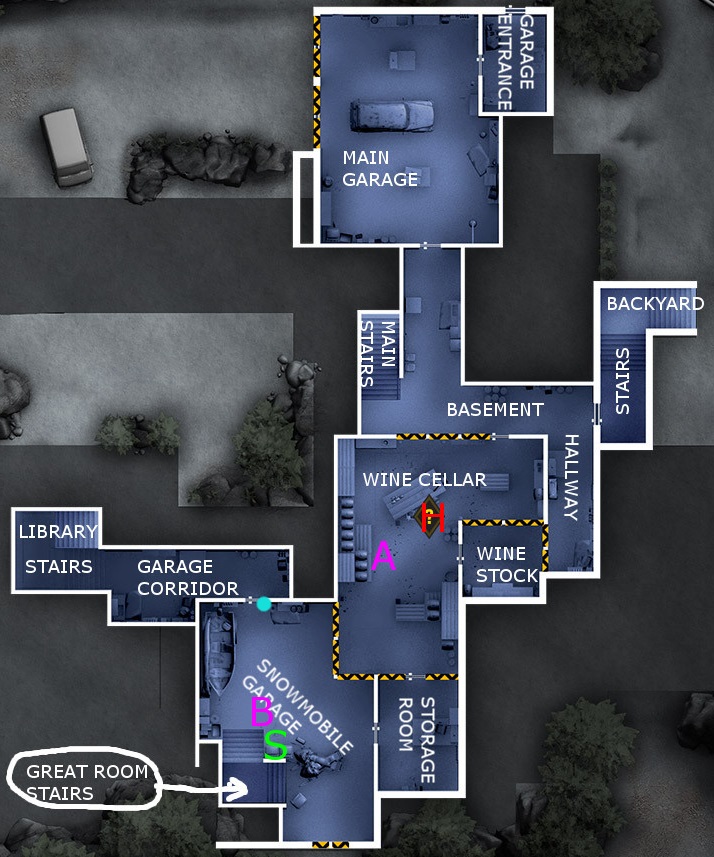 GARAGE
ENTRANCE
MAIN
GARAGE
BACKYARD
MAIN
STAIRS
STAIRS
BASEMENT
HALLWAY
WINE CELLAR
H
A
WINE
STOCK
LIBRARY
STAIRS
GARAGE
CORRIDOR
SNOWMOBILE
GARAGE
B
S
STORAGE
ROOM
GREAT ROOM
STAIRS